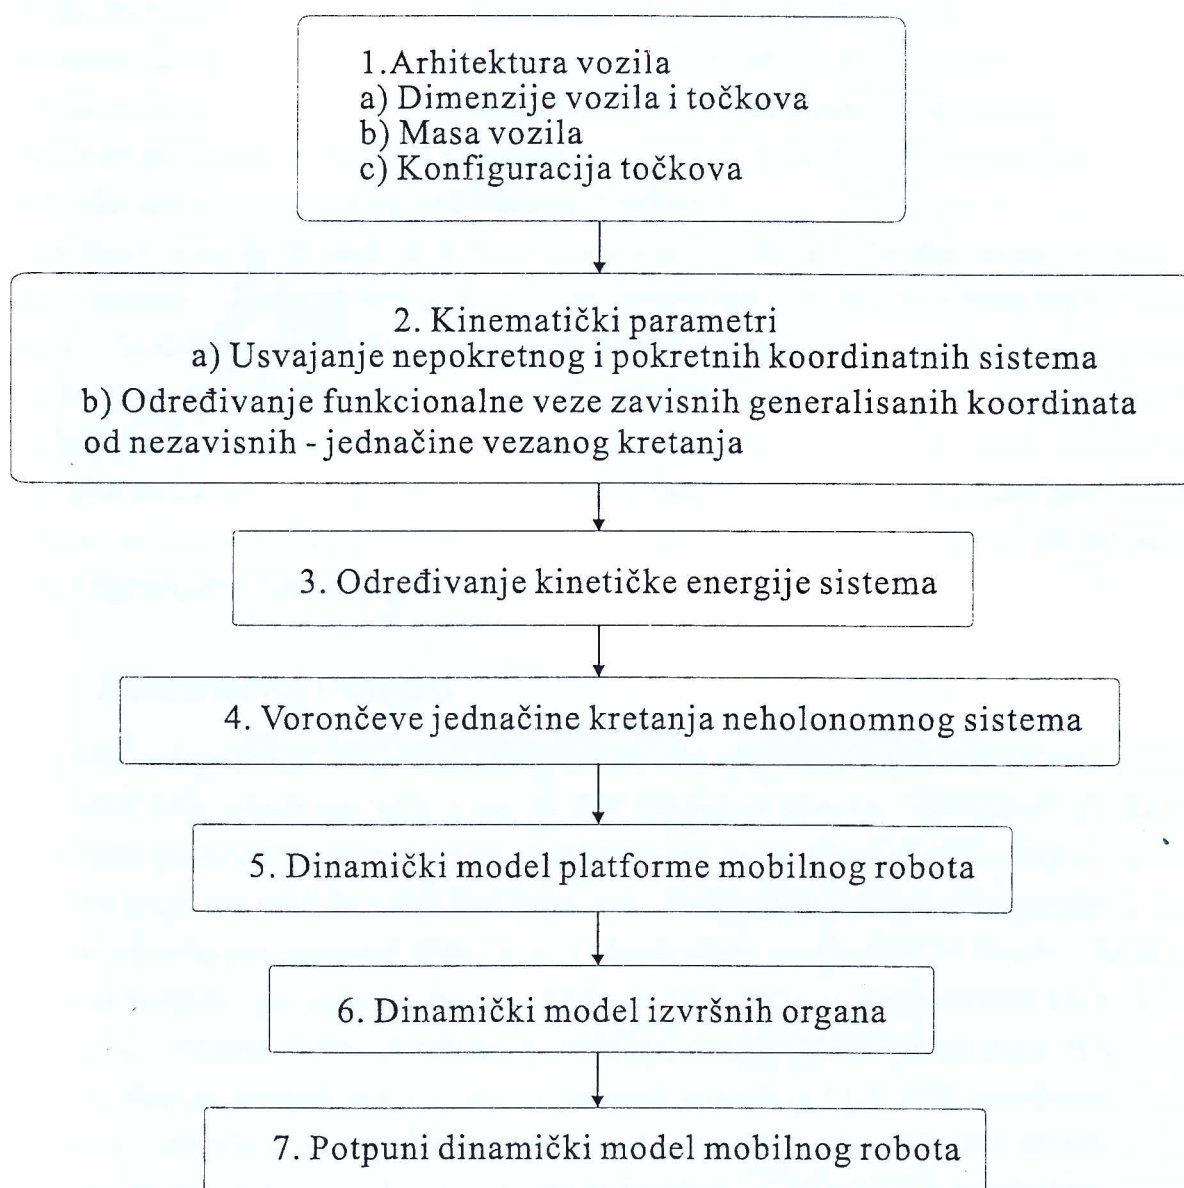 1.Arhitektura vozila
a) Dimenzije vozila i točkova
b) Masa vozila
c) Konfiguracija točkova
2. Kinematički parametri
a) Usvajanje nepokretnog i pokretnih koordinatnih sistema
b) Određivanje funkcionalne veze zavisnih generalisanih koordinata
od nezavisnih - jednačine vezanog kretanja
3. Određivanje kinetičke energije sistema
4. Vorončeve jednačine kretanja neholonomnog sistema
5. Dinamički model platforme mobilnog robota
6. Dinamički model izvršnih organa
7. Potpuni dinamički model mobilnog robota